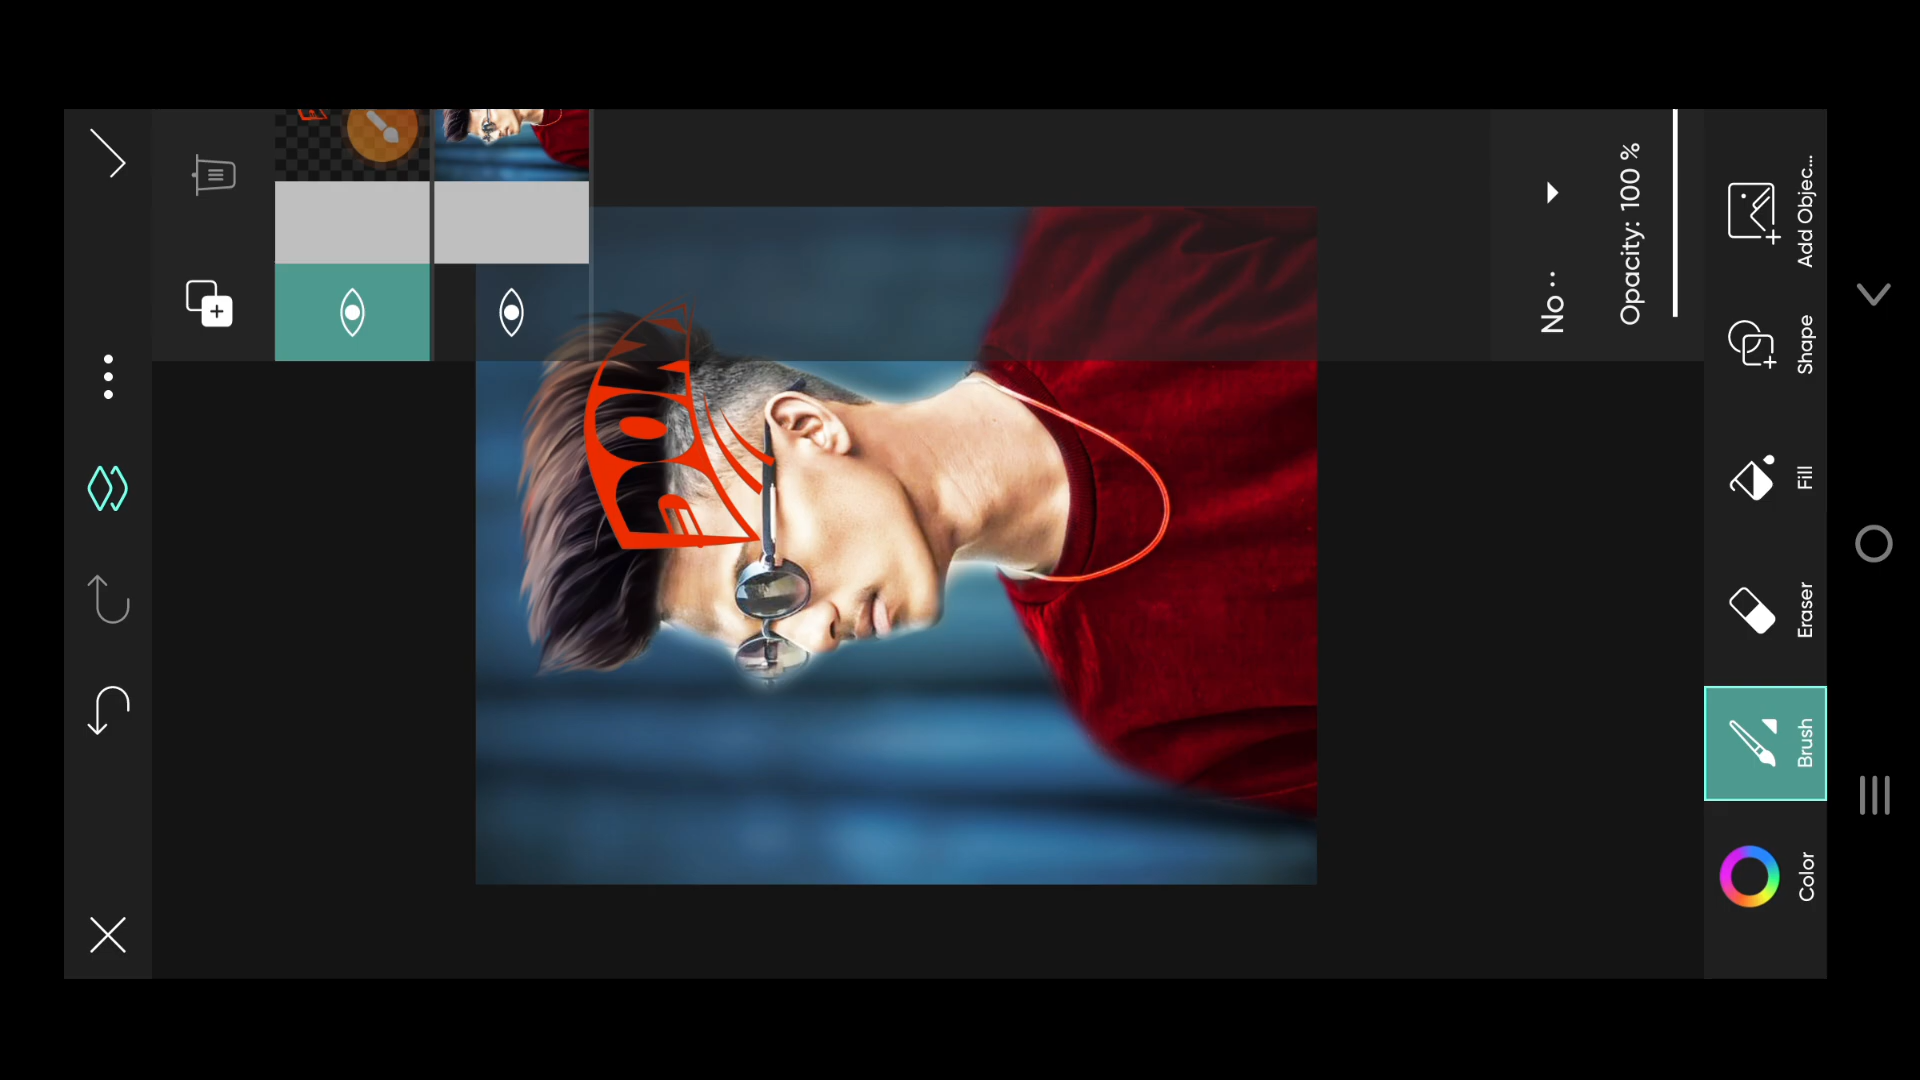 No ··
Opacity: 100 %
Add Objec...
Shape
Fill
Eraser
Brush
Color